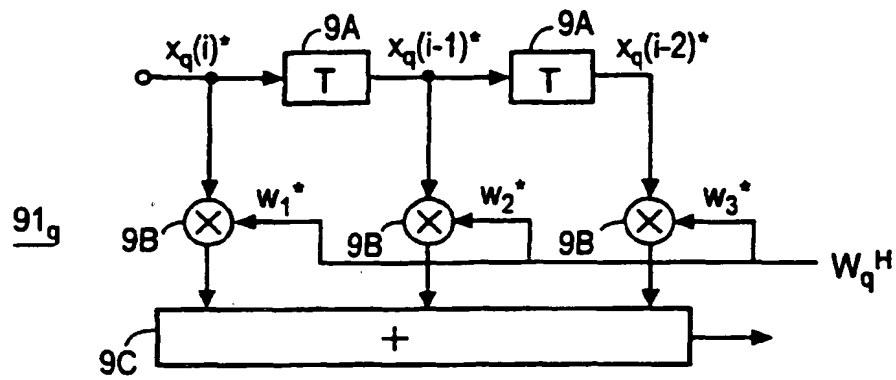 9A 9A
x_q(i)* x_q(i-1)* x_q(i-2)*
T T
w_1* w_2* w_3*
91_q 9B 9B 9B
W_q^H
+
9C